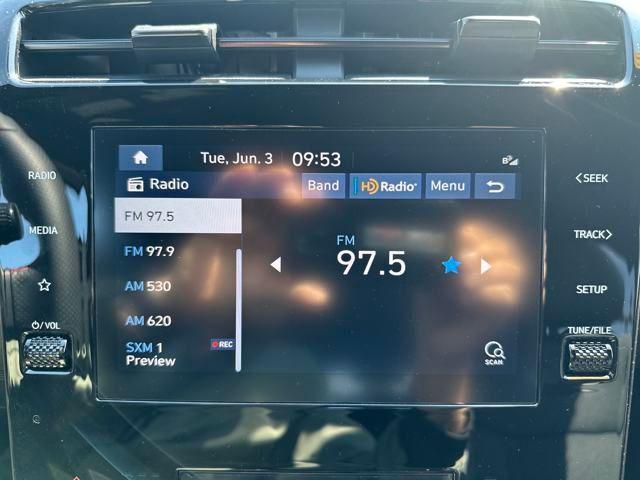 Tue, Jun. 3 09:53
RADIO
Radio
Band
HD Radio
Menu
<SEEK
FM 97.5
MEDIA
FM 97.9
FM
97.5
TRACK>
AM 530
SETUP
AM 620
⏻/VOL
TUNE/FILE
SXM 1
Preview
REC
SCAN